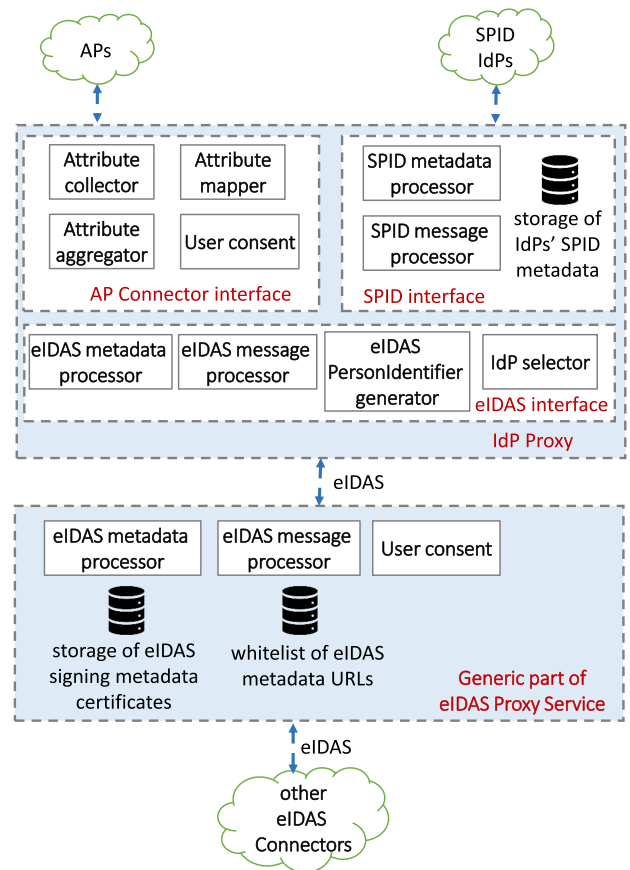 APs
SPID
IdPs
Attribute
collector
Attribute
mapper
Attribute
aggregator
User consent
AP Connector interface
SPID metadata
processor
SPID message
processor
storage of
IdPs' SPID
metadata
SPID interface
eIDAS metadata
processor
eIDAS message
processor
eIDAS
PersonIdentifier
generator
IdP selector
eIDAS interface
IdP Proxy
eIDAS
eIDAS metadata
processor
eIDAS message
processor
User consent
storage of eIDAS
signing metadata
certificates
whitelist of eIDAS
metadata URLs
Generic part of
eIDAS Proxy Service
eIDAS
other
eIDAS
Connectors